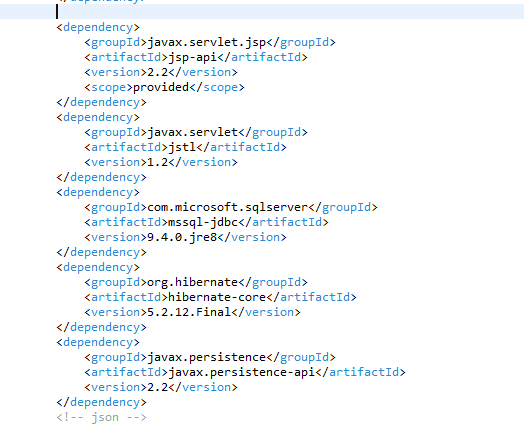 </dependency>
<dependency>
<groupId>javax.servlet.jsp</groupId>
<artifactId>jsp-api</artifactId>
<version>2.2</version>
<scope>provided</scope>
</dependency>
<dependency>
<groupId>javax.servlet</groupId>
<artifactId>jstl</artifactId>
<version>1.2</version>
</dependency>
<dependency>
<groupId>com.microsoft.sqlserver</groupId>
<artifactId>mssql-jdbc</artifactId>
<version>9.4.0.jre8</version>
</dependency>
<dependency>
<groupId>org.hibernate</groupId>
<artifactId>hibernate-core</artifactId>
<version>5.2.12.Final</version>
</dependency>
<dependency>
<groupId>javax.persistence</groupId>
<artifactId>javax.persistence-api</artifactId>
<version>2.2</version>
</dependency>
<!-- json -->